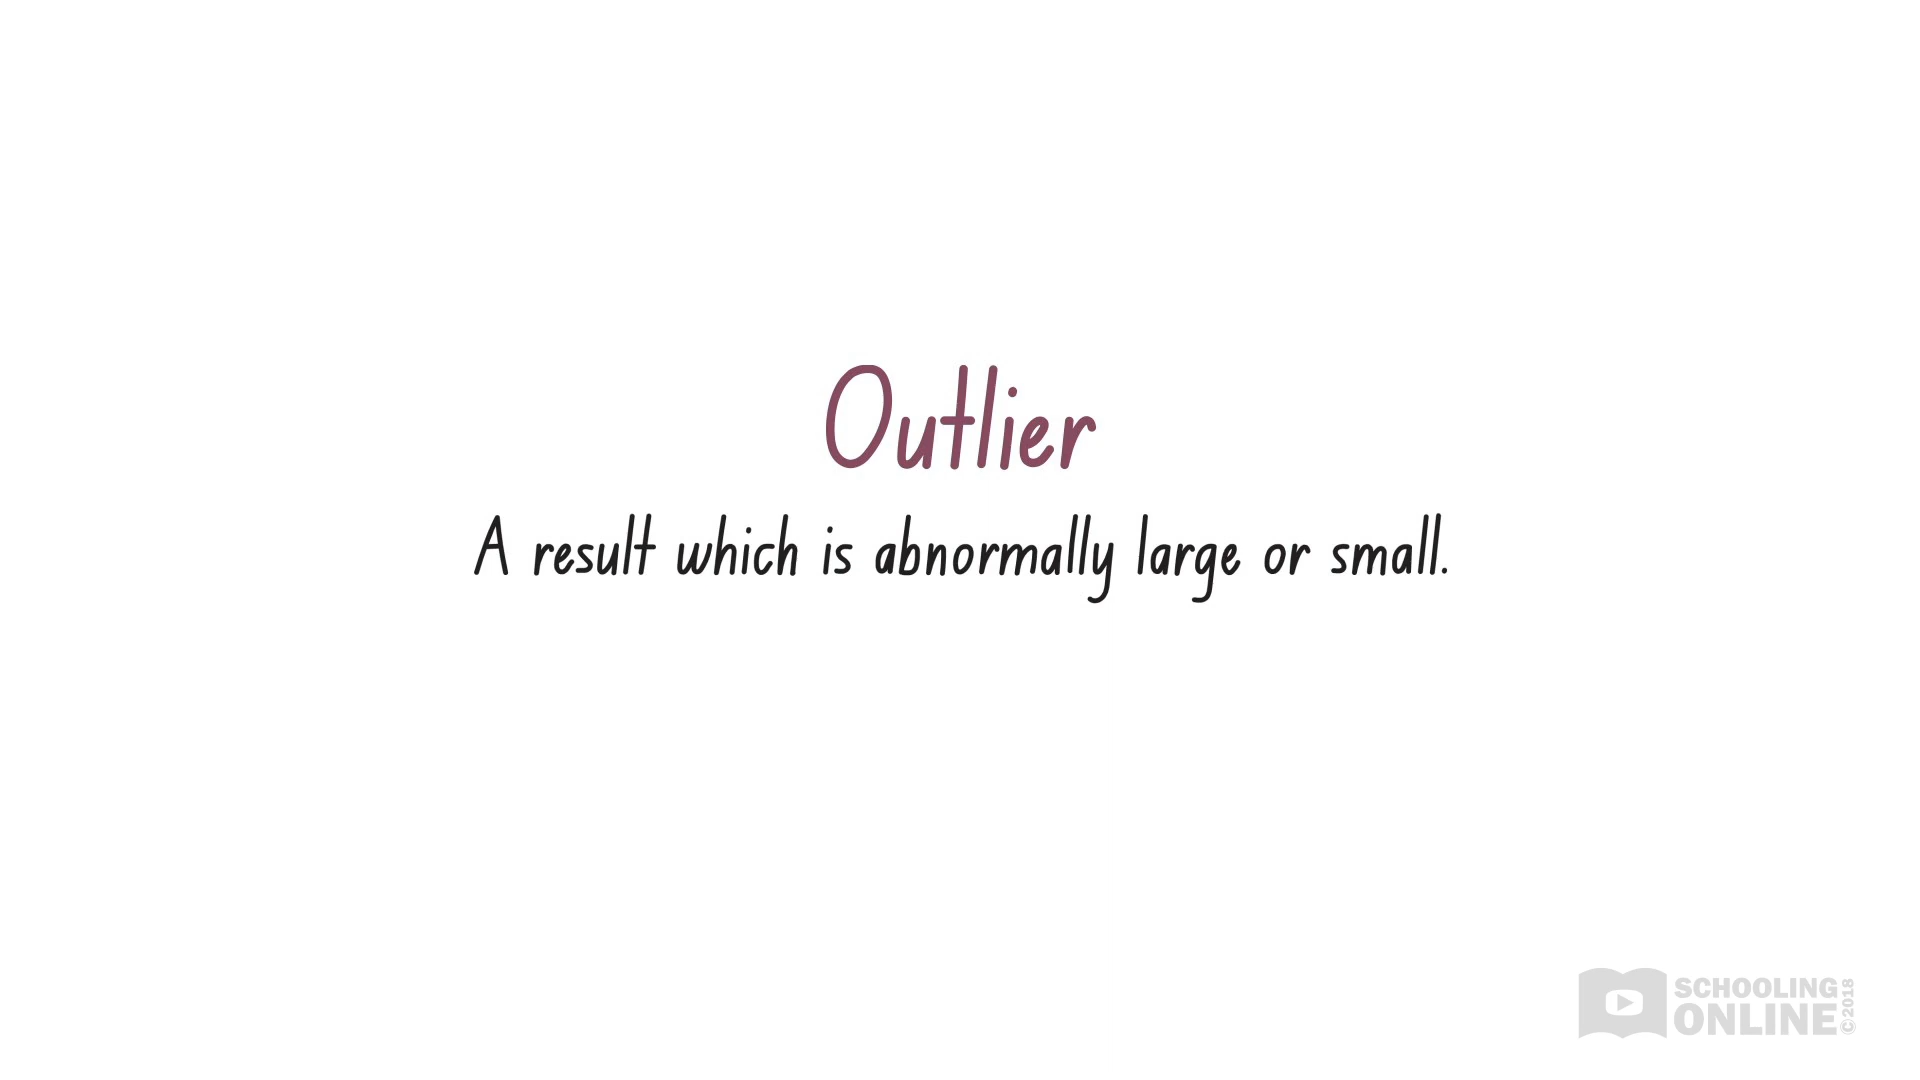 Outlier
A result which is abnormally large or small.
SCHOOLING
ONLINE
©2018